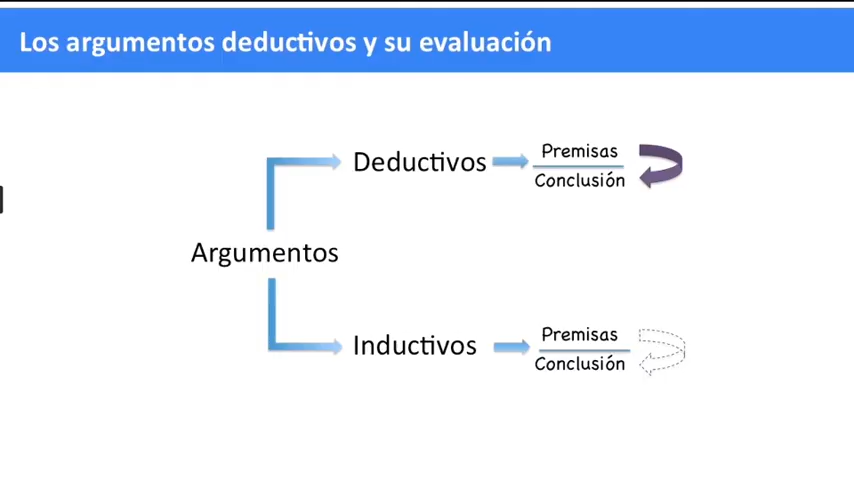 Los argumentos deductivos y su evaluación
Deductivos
Premisas
Conclusión
Argumentos
Inductivos
Premisas
Conclusión